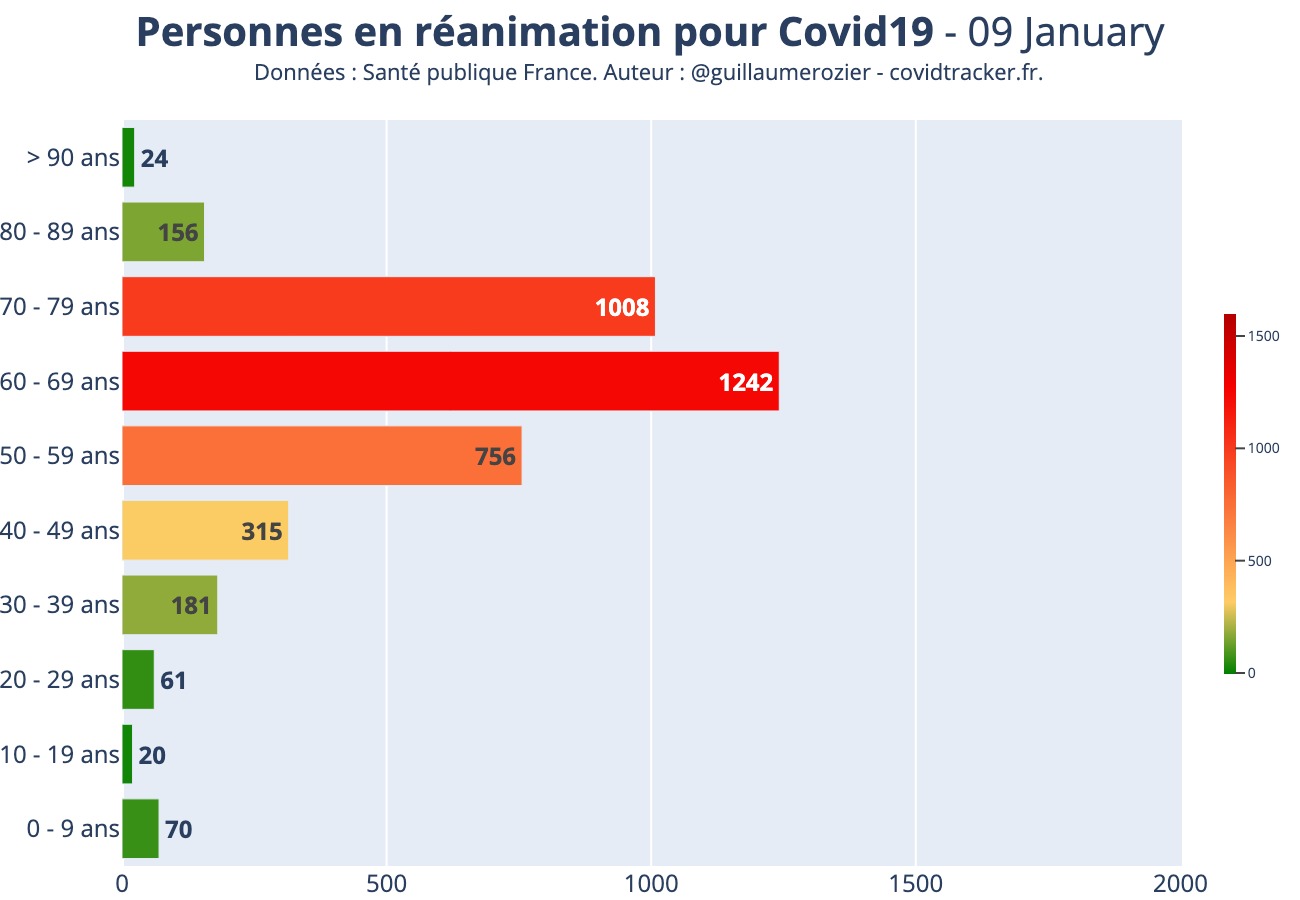 Personnes en réanimation pour Covid19 - 09 January
Données : Santé publique France. Auteur : @guillaumerozier - covidtracker.fr.
> 90 ans 24
80 - 89 ans 156
70 - 79 ans 1008
60 - 69 ans 1242
50 - 59 ans 756
40 - 49 ans 315
30 - 39 ans 181
20 - 29 ans 61
10 - 19 ans 20
0 - 9 ans 70
0 500 1000 1500 2000
1500
1000
500
0